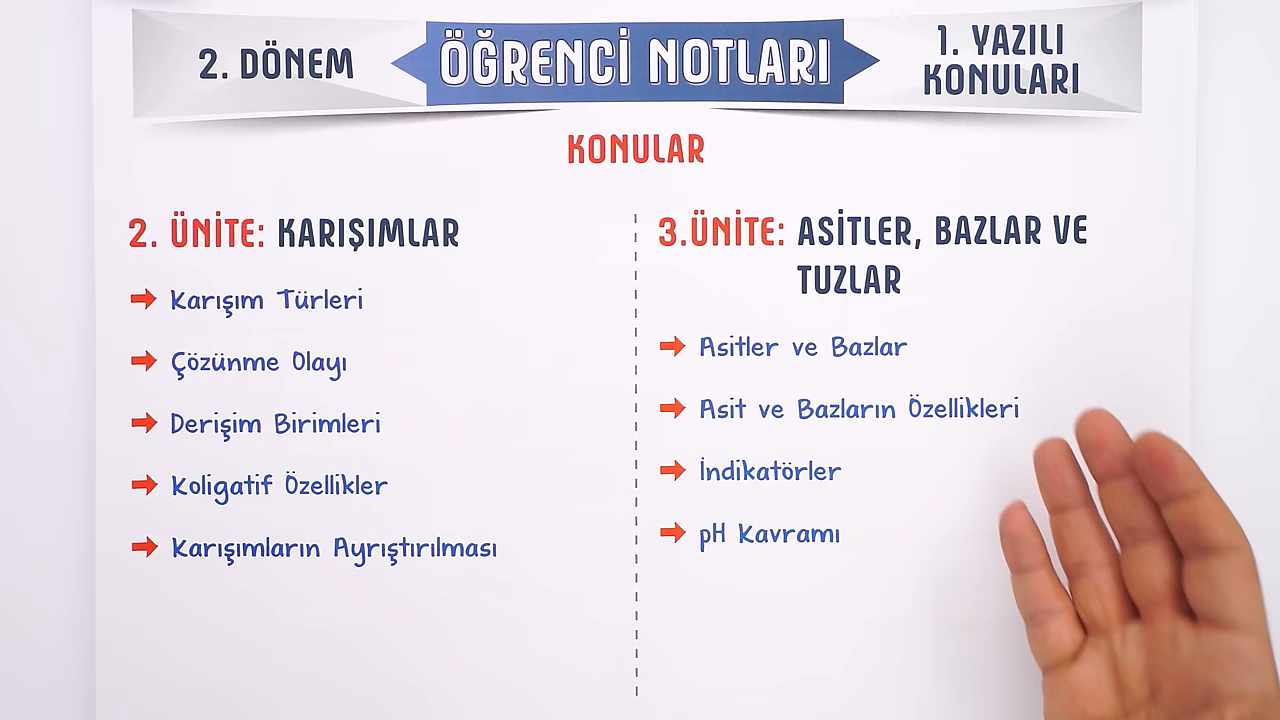 2. DÖNEM
ÖĞRENCİ NOTLARI
1. YAZILI
KONULARI
KONULAR
2. ÜNİTE: KARIŞIMLAR
Karışım Türleri
Çözünme Olayı
Derişim Birimleri
Koligatif Özellikler
Karışımların Ayrıştırılması
3.ÜNİTE: ASİTLER, BAZLAR VE
TUZLAR
Asitler ve Bazlar
Asit ve Bazların Özellikleri
İndikatörler
pH Kavramı